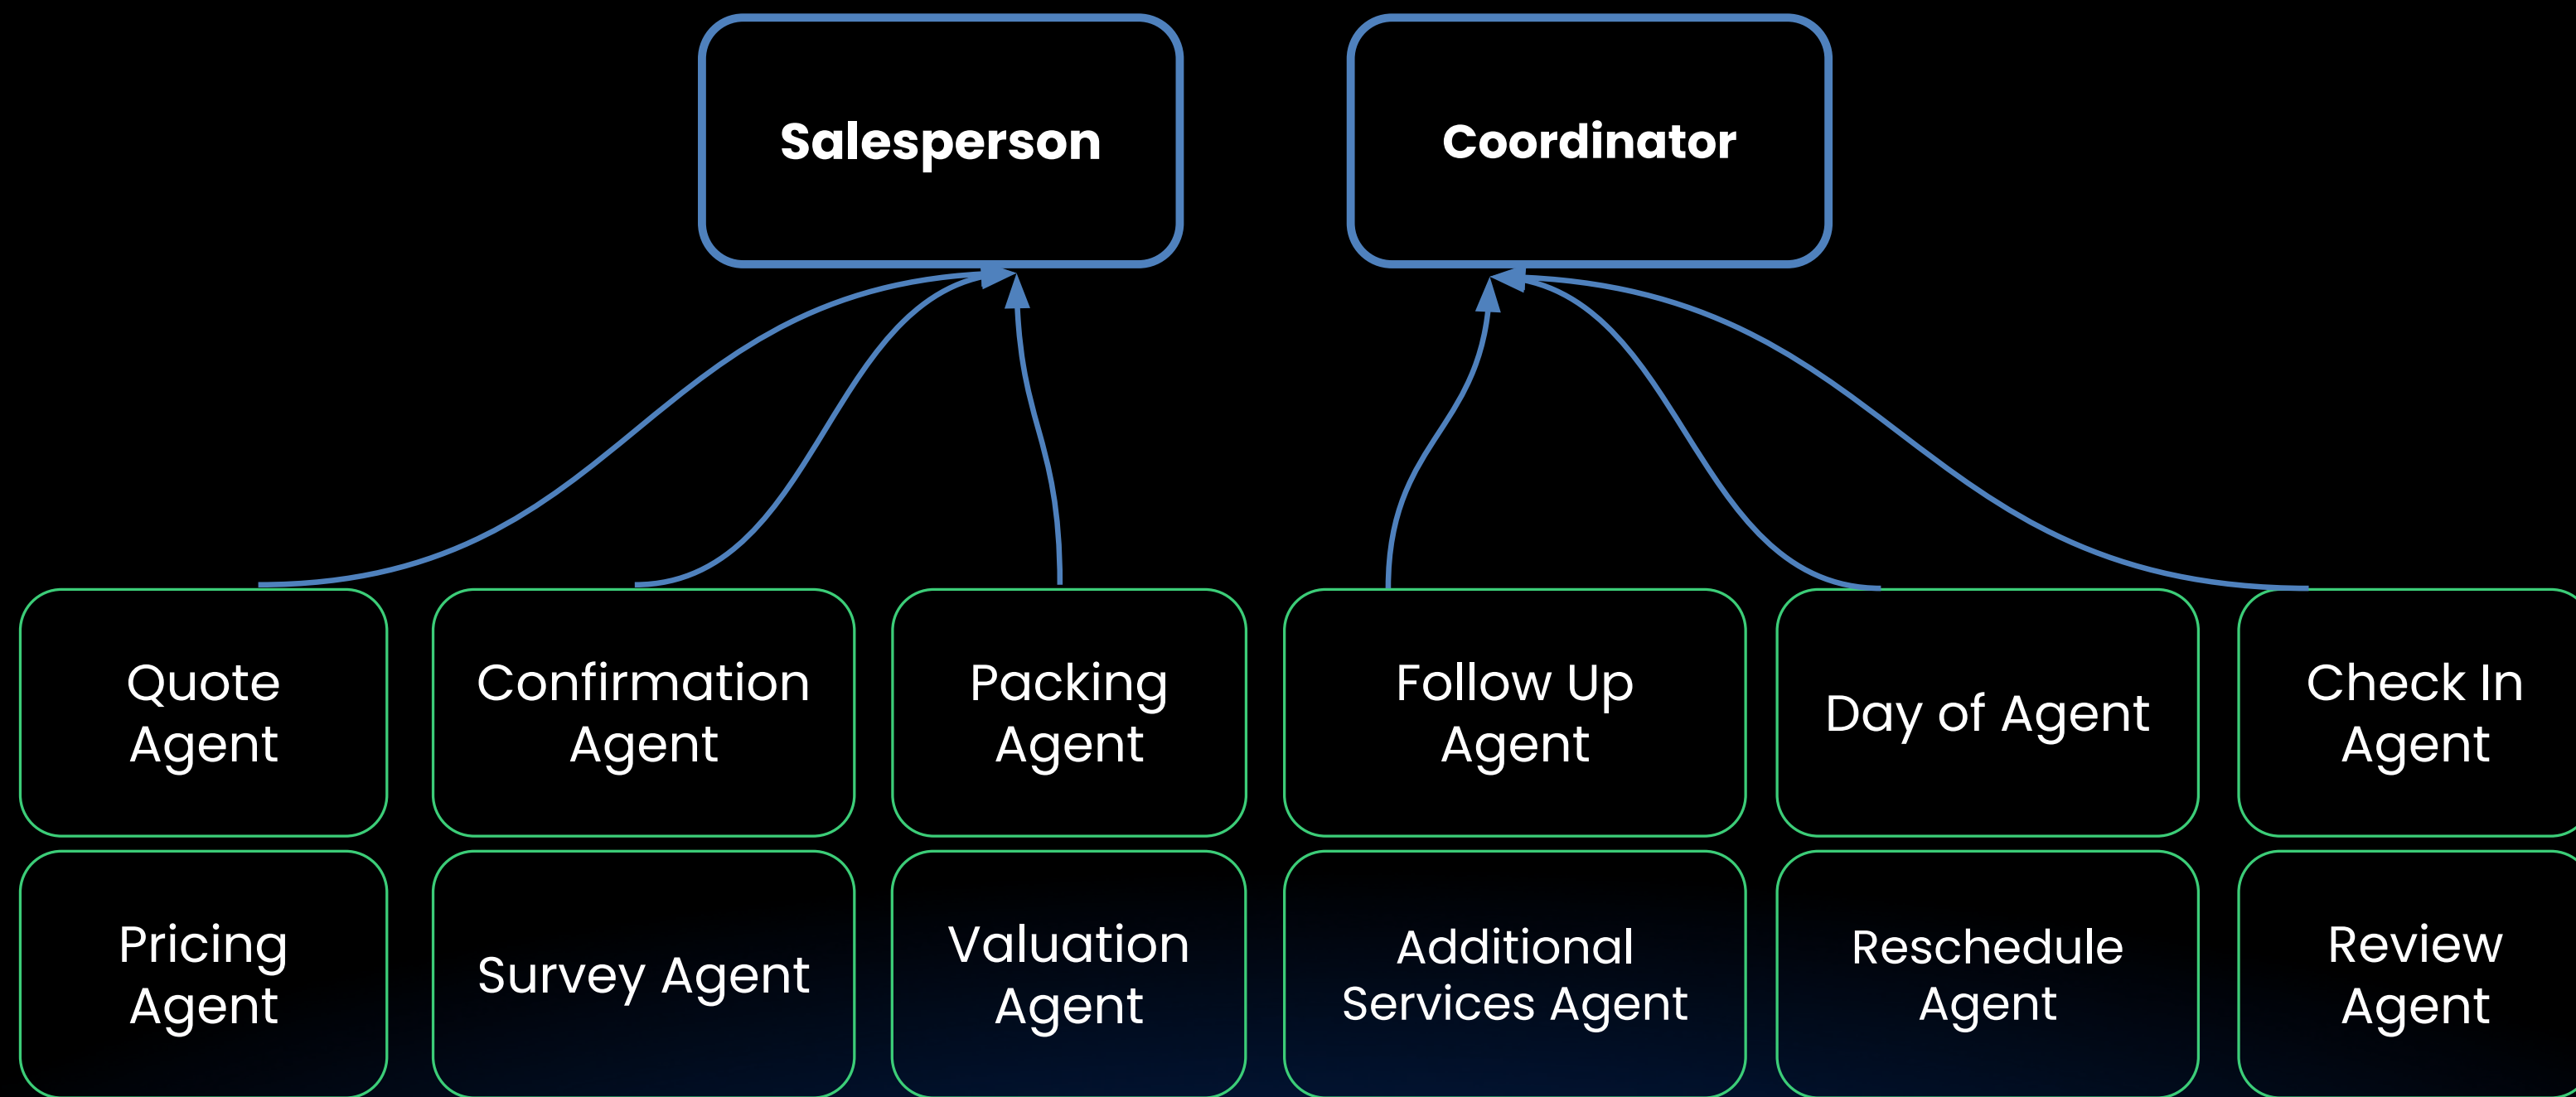 Salesperson
Coordinator
Quote
Agent
Confirmation
Agent
Packing
Agent
Follow Up
Agent
Day of Agent
Check In
Agent
Pricing
Agent
Survey Agent
Valuation
Agent
Additional
Services Agent
Reschedule
Agent
Review
Agent